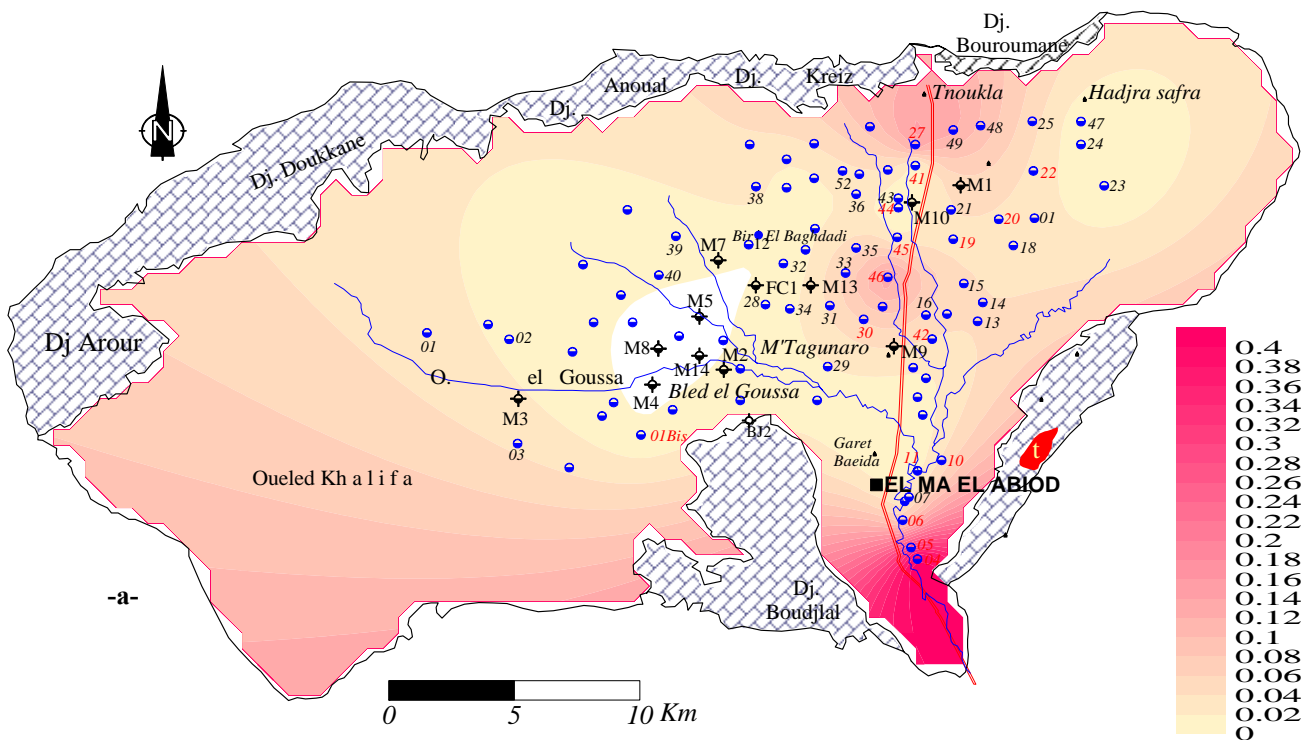 Dj.
Bouroumane
Anoual
Dj.
Kreiz
Dj.
Tnoukla
Hadjra safra
N
Dj. Doukkane
27
49
48
25
47
24
52
41
22
M1
23
38
36
43
44
M10
21
20
01
39
M7
Bir El Baghdadi
12
35
45
19
18
40
32
33
46
15
28
FC1
M13
34
31
30
16
14
13
42
M5
Dj Arour
01
02
M8
M14
M2
M'Tagunaro
M9
29
O.
el Goussa
Bled el Goussa
M4
M3
03
01Bis
BJ2
Garet
Baeida
11
10
t
Oueled Kh a l i f a
EL MA EL ABIOD
07
06
05
04
-a-
Dj.
Boudjlal
0
5
10
Km
0.4
0.38
0.36
0.34
0.32
0.3
0.28
0.26
0.24
0.22
0.2
0.18
0.16
0.14
0.12
0.1
0.08
0.06
0.04
0.02
0